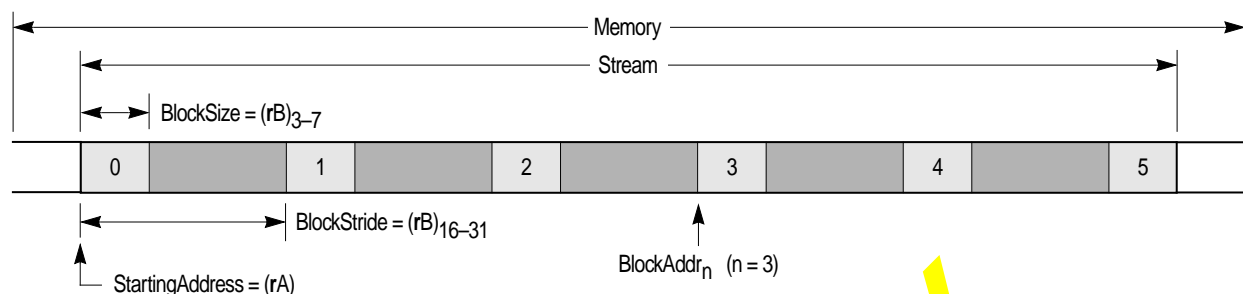 Memory
Stream
BlockSize = (rB)3–7
0 1 2 3 4 5
BlockStride = (rB)16–31
BlockAddrn (n = 3)
StartingAddress = (rA)